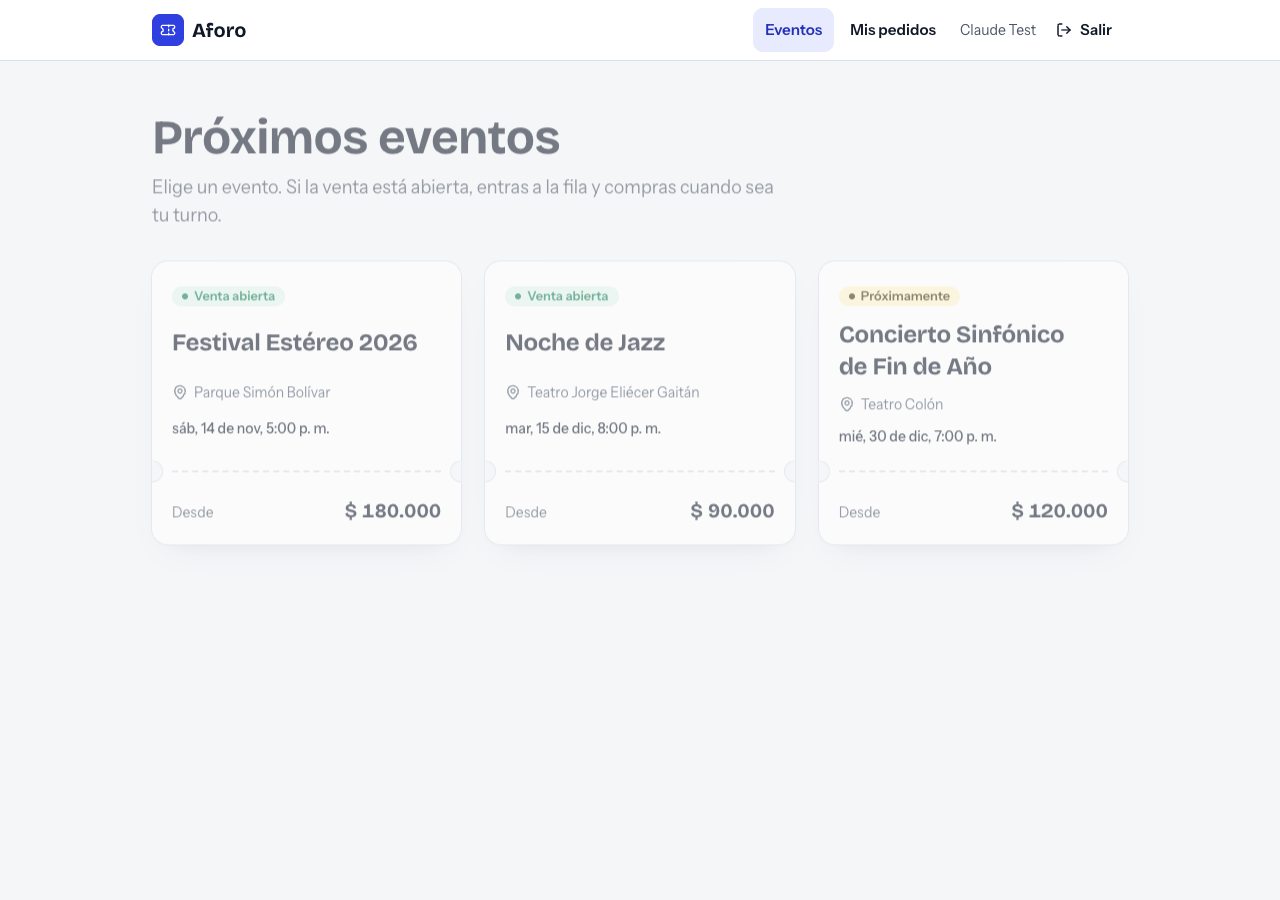 Aforo
Eventos
Mis pedidos
Claude Test
Salir
Próximos eventos
Elige un evento. Si la venta está abierta, entras a la fila y compras cuando sea
tu turno.
Venta abierta
Festival Estéreo 2026
Parque Simón Bolívar
sáb, 14 de nov, 5:00 p. m.
Desde
$ 180.000
Venta abierta
Noche de Jazz
Teatro Jorge Eliécer Gaitán
mar, 15 de dic, 8:00 p. m.
Desde
$ 90.000
Próximamente
Concierto Sinfónico
de Fin de Año
Teatro Colón
mié, 30 de dic, 7:00 p. m.
Desde
$ 120.000